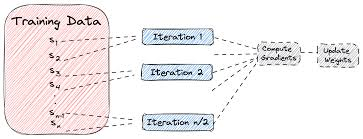 Training Data
S1
S2
S3
S4
Sn-1
Sn
Iteration 1
Iteration 2
Iteration n/2
Compute
Gradients
Update
Weights